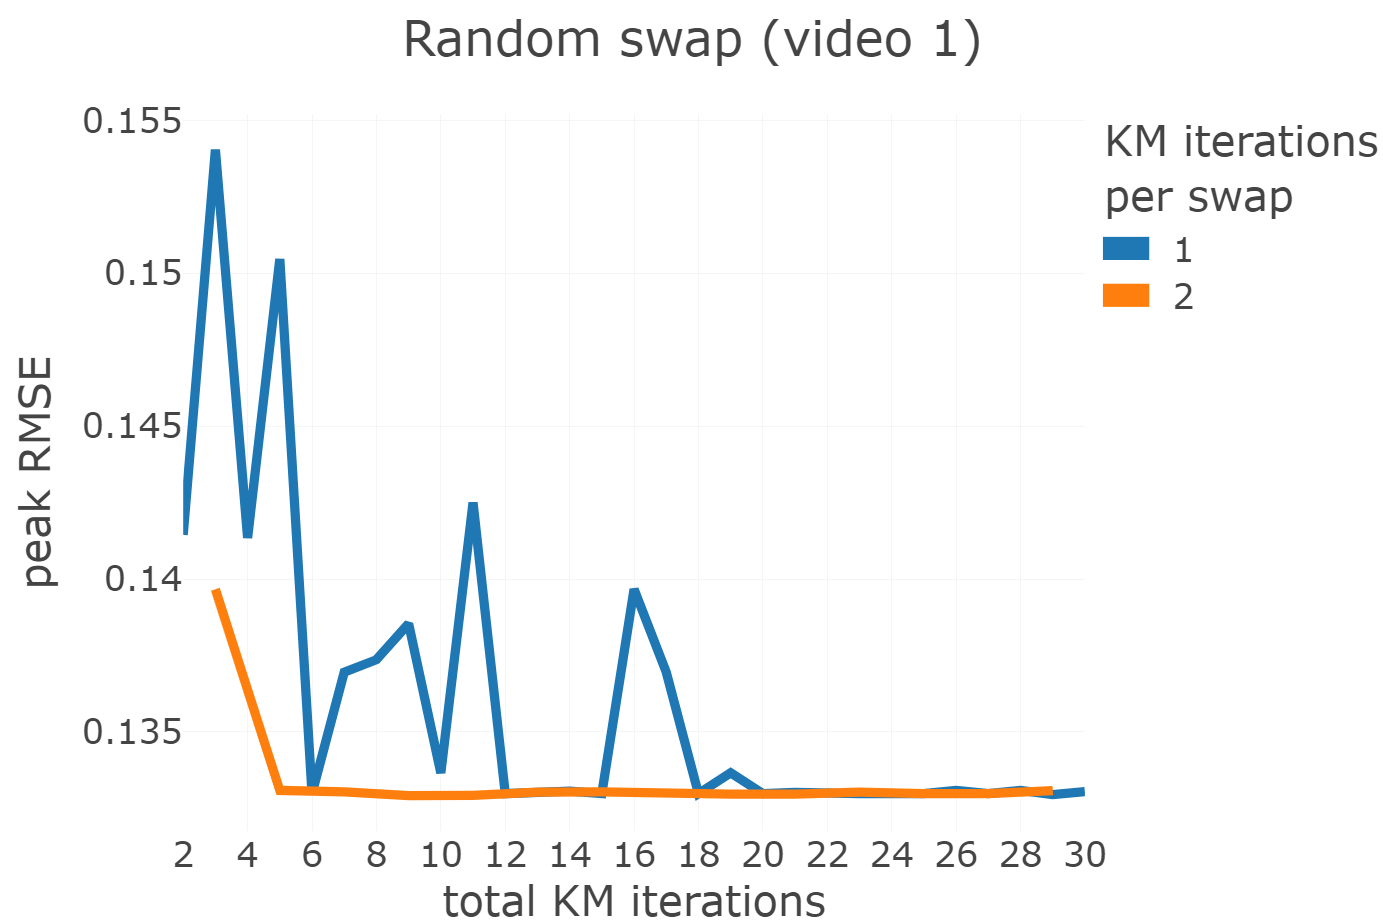 Random swap (video 1)
0.155
0.15
0.145
0.14
0.135
peak RMSE
2 4 6 8 10 12 14 16 18 20 22 24 26 28 30
total KM iterations
KM iterations
per swap
1
2